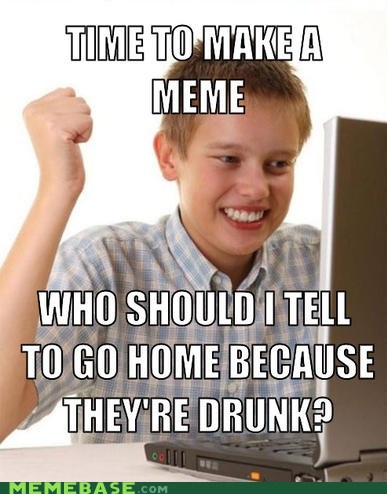 TIME TO MAKE A
MEME
WHO SHOULD I TELL
TO GO HOME BECAUSE
THEY'RE DRUNK?
MEMEBASE.COM